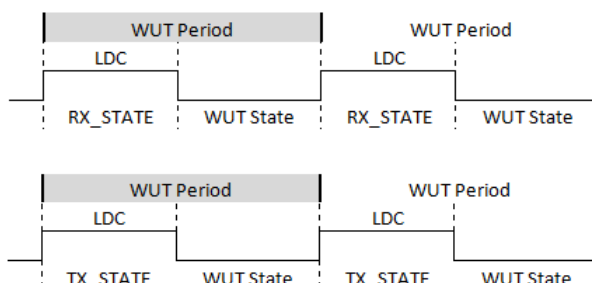 WUT Period WUT Period
LDC LDC
RX_STATE WUT State RX_STATE WUT State
WUT Period WUT Period
LDC LDC
TX_STATE WUT State TX_STATE WUT State